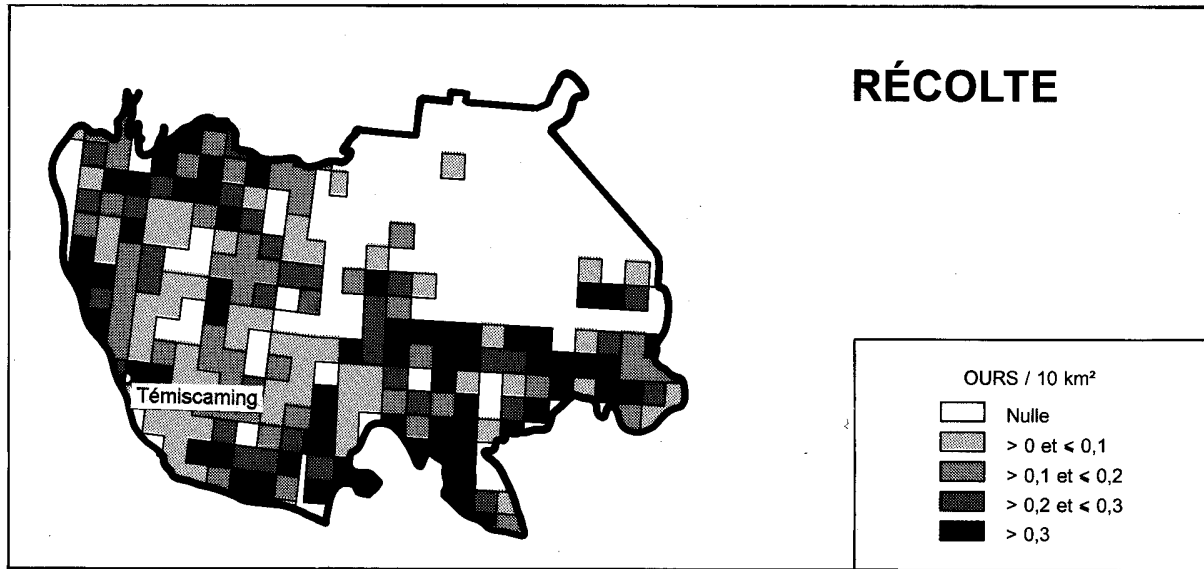 RÉCOLTE
Témiscaming
OURS / 10 km²
Nulle
> 0 et ≤ 0,1
> 0,1 et ≤ 0,2
> 0,2 et ≤ 0,3
> 0,3